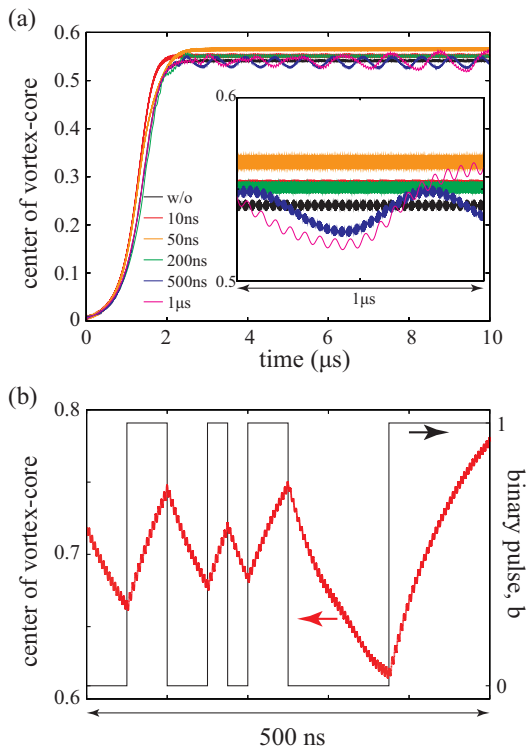 (a)
0.6
0.5
0.4
0.3
0.2
0.1
0
center of vortex-core
0.6
0.5
1μs
w/o
10ns
50ns
200ns
500ns
1μs
0
2
4
6
8
10
time (μs)
(b)
0.8
0.7
0.6
center of vortex-core
1
0
binary pulse, b
500 ns